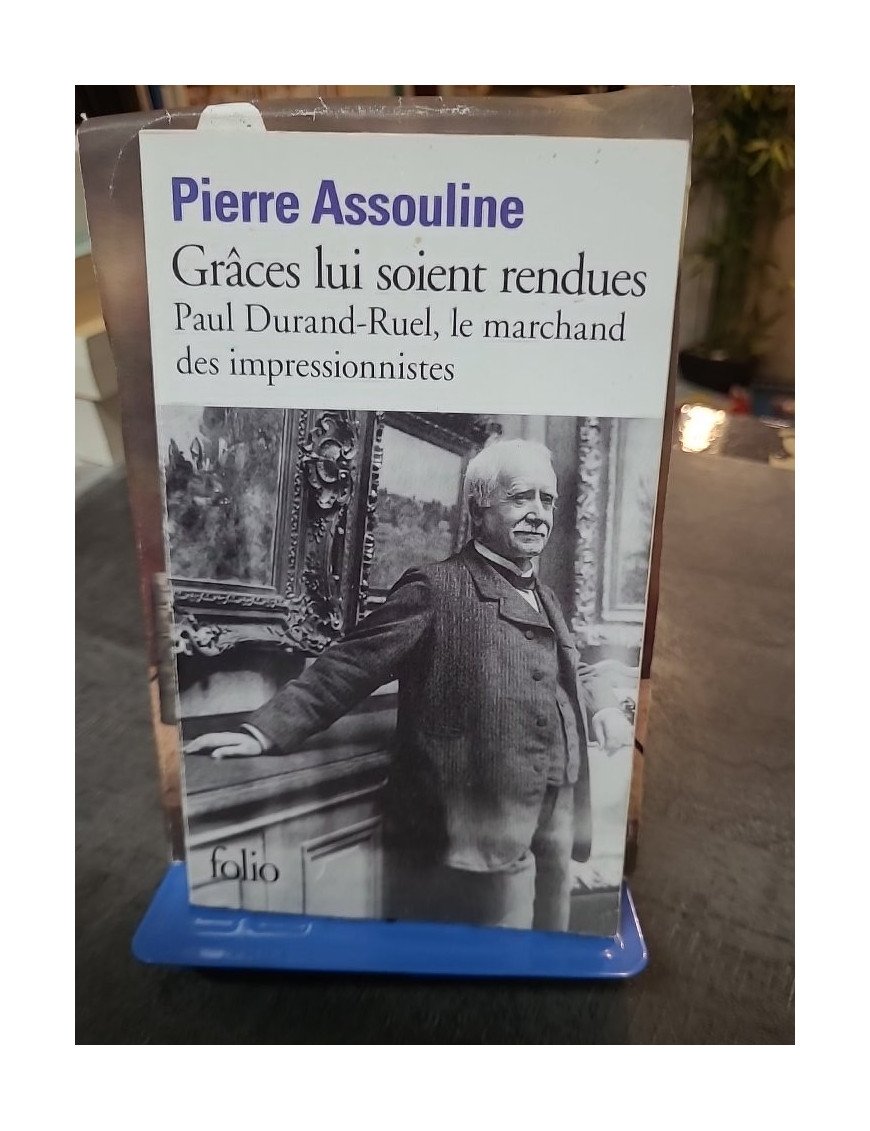 Pierre Assouline
Grâces lui soient rendues
Paul Durand-Ruel, le marchand
des impressionnistes
folio